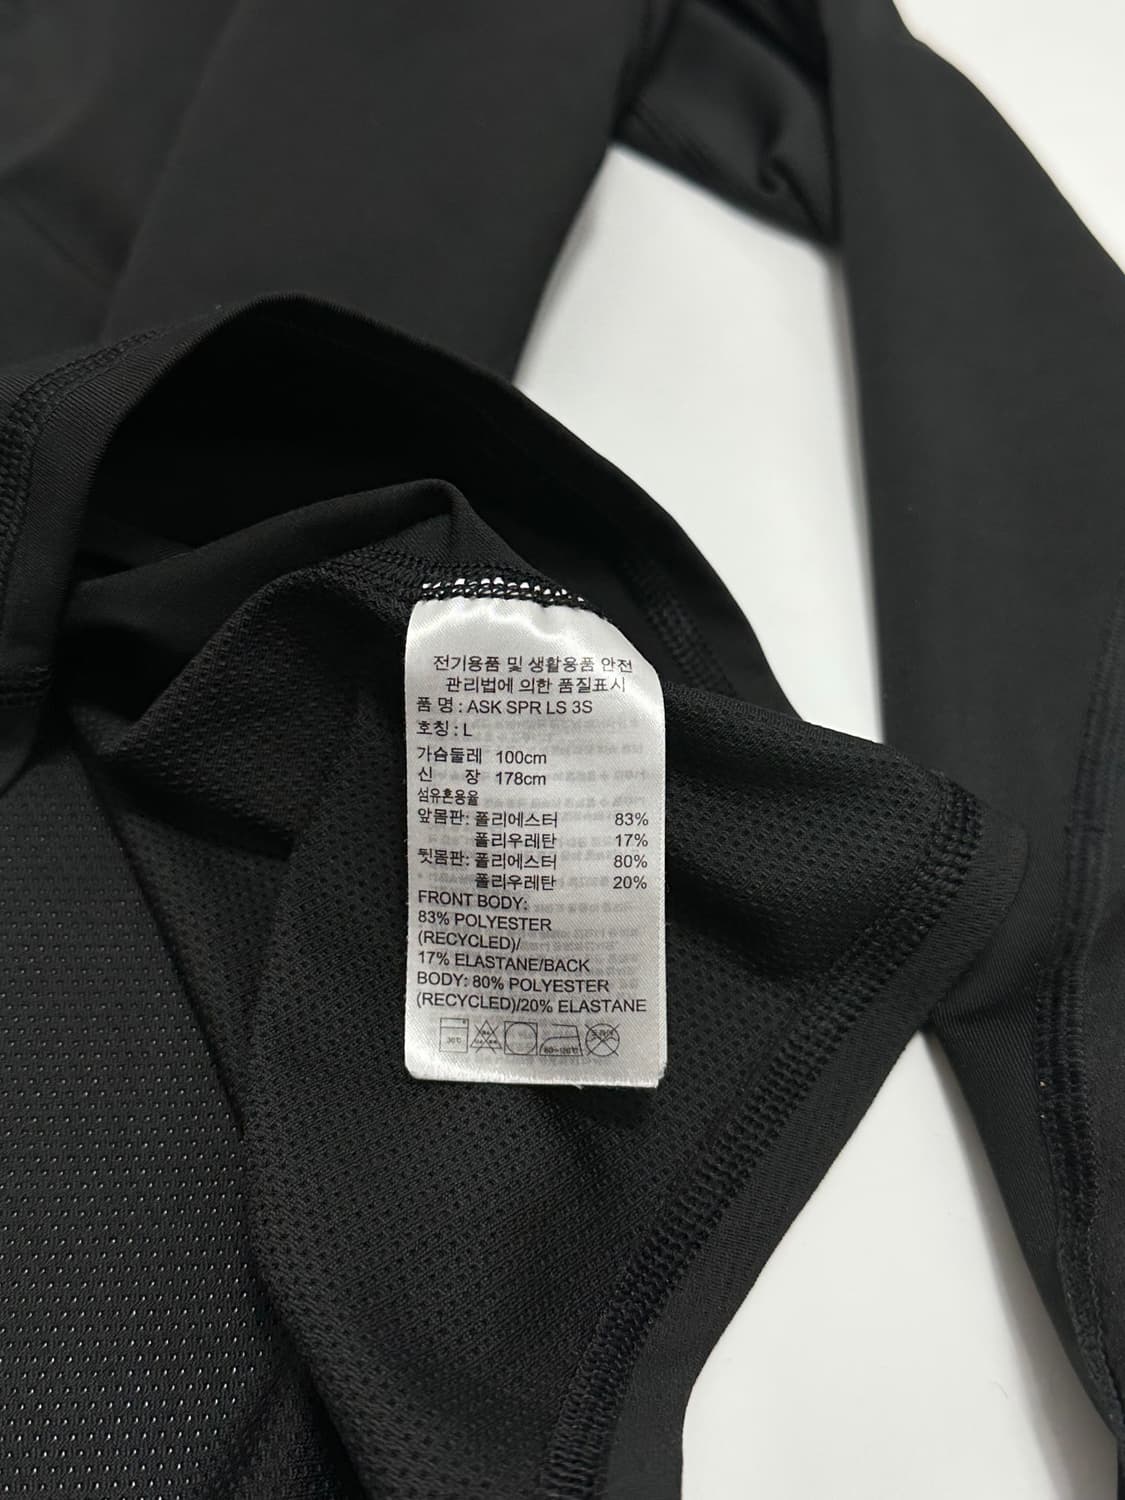 전기용품 및 생활용품 안전
관리법에 의한 품질표시
품 명 : ASK SPR LS 3S
호칭 : L
가슴둘레 100cm
신 장 178cm
섬유혼용율
앞몸판: 폴리에스터 83%
폴리우레탄 17%
뒷몸판: 폴리에스터 80%
폴리우레탄 20%
FRONT BODY:
83% POLYESTER
(RECYCLED)/
17% ELASTANE/BACK
BODY: 80% POLYESTER
(RECYCLED)/20% ELASTANE
30℃ 80~120℃